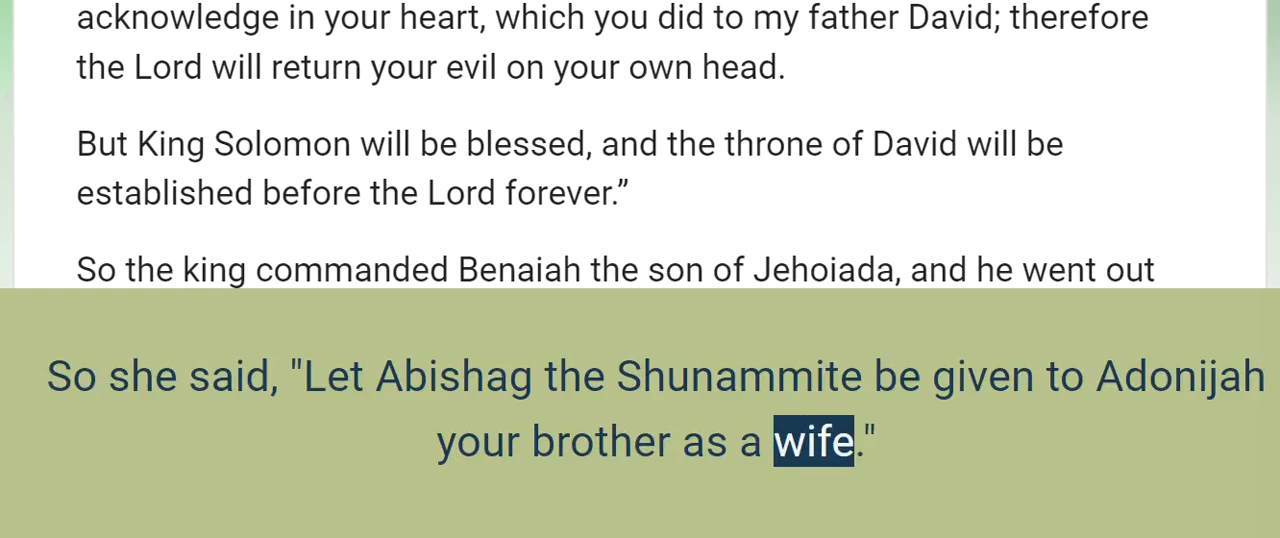 acknowledge in your heart, which you did to my father David; therefore
the Lord will return your evil on your own head.
But King Solomon will be blessed, and the throne of David will be
established before the Lord forever.”
So the king commanded Benaiah the son of Jehoiada, and he went out
So she said, "Let Abishag the Shunammite be given to Adonijah
your brother as a wife."